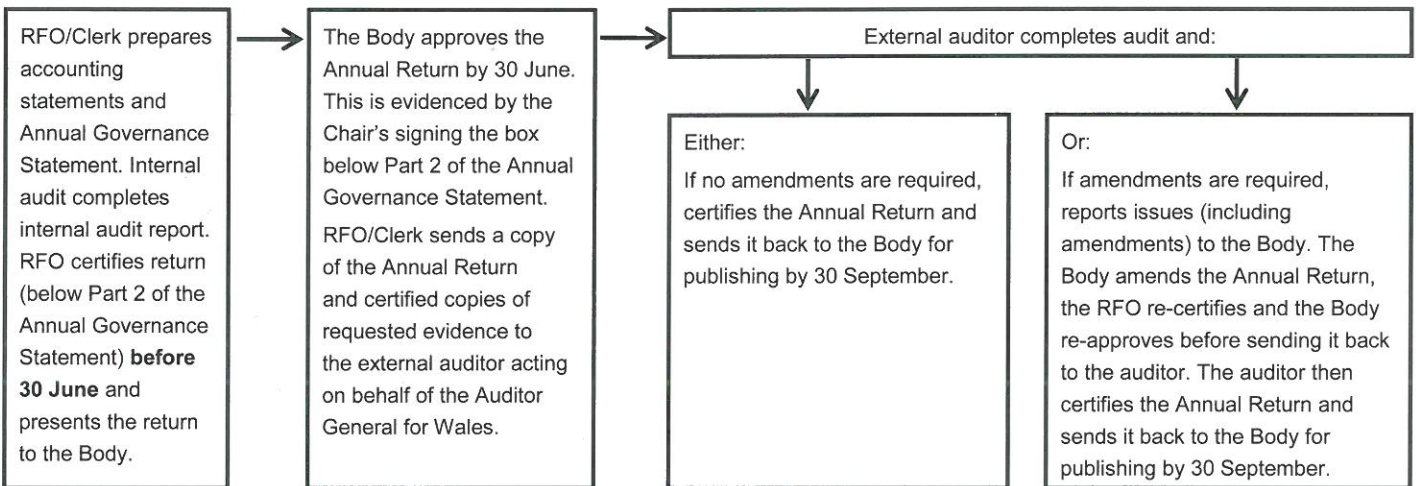 RFO/Clerk prepares
accounting
statements and
Annual Governance
Statement. Internal
audit completes
internal audit report.
RFO certifies return
(below Part 2 of the
Annual Governance
Statement) before
30 June and
presents the return
to the Body.
The Body approves the
Annual Return by 30 June.
This is evidenced by the
Chair's signing the box
below Part 2 of the Annual
Governance Statement.
RFO/Clerk sends a copy
of the Annual Return
and certified copies of
requested evidence to
the external auditor acting
on behalf of the Auditor
General for Wales.
External auditor completes audit and:
Either:
If no amendments are required,
certifies the Annual Return and
sends it back to the Body for
publishing by 30 September.
Or:
If amendments are required,
reports issues (including
amendments) to the Body. The
Body amends the Annual Return,
the RFO re-certifies and the Body
re-approves before sending it back
to the auditor. The auditor then
certifies the Annual Return and
sends it back to the Body for
publishing by 30 September.